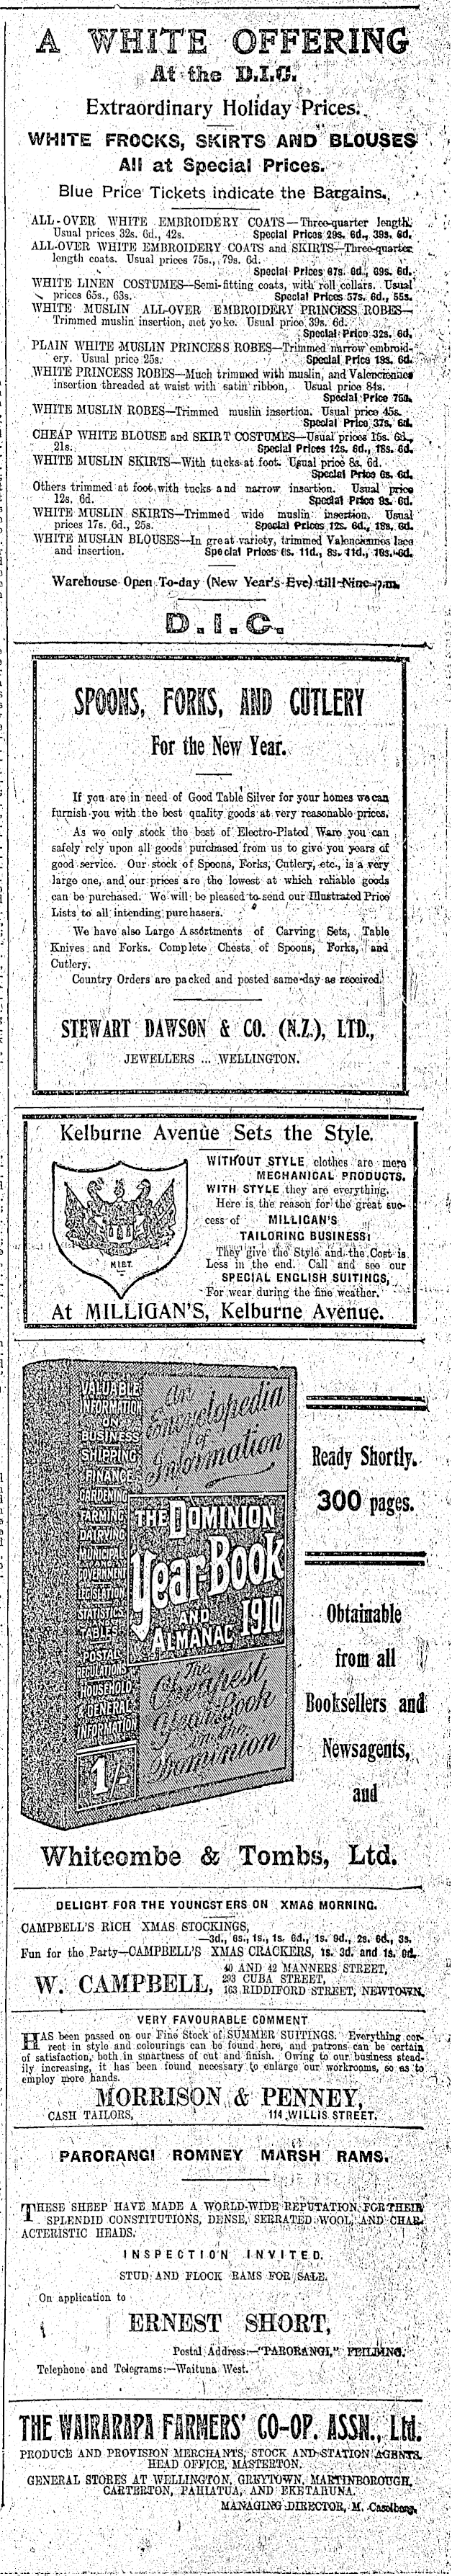 A WHITE OFFERING
At the D.I.C.
Extraordinary Holiday Prices.
WHITE FROCKS, SKIRTS AND BLOUSES
All at Special Prices.
Blue Price Tickets indicate the Bargains.
ALL-OVER WHITE EMBROIDERY COATS—Three-quarter length.
Usual prices 32s. 6d., 42s. Special Prices 29s. 6d., 39s. 6d.
ALL-OVER WHITE EMBROIDERY COATS and SKIRTS—Three-quarter
length coats. Usual prices 75s., 79s. 6d.
Special Prices 67s. 6d., 69s. 6d.
WHITE LINEN COSTUMES—Semi-fitting coats, with roll collars. Usual
prices 65s., 63s. Special Prices 57s. 6d., 55s.
WHITE MUSLIN ALL-OVER EMBROIDERY PRINCESS ROBES—
Trimmed muslin insertion, net yoke. Usual price 39s. 6d.
Special Price 32s. 6d.
PLAIN WHITE MUSLIN PRINCESS ROBES—Trimmed narrow embroid-
ery. Usual price 25s. Special Price 19s. 6d.
WHITE PRINCESS ROBES—Much trimmed with muslin, and Valenciennes
insertion threaded at waist with satin ribbon. Usual price 84s.
Special Price 75s.
WHITE MUSLIN ROBES—Trimmed muslin insertion. Usual price 45s.
Special Price 37s. 6d.
CHEAP WHITE BLOUSE and SKIRT COSTUMES—Usual prices 15s. 6d.,
21s. Special Prices 12s. 6d., 18s. 6d.
WHITE MUSLIN SKIRTS—With tucks at foot. Usual price 8s. 6d.
Special Price 6s. 6d.
Others trimmed at foot with tucks and narrow insertion. Usual price
12s. 6d. Special Price 9s. 6d.
WHITE MUSLIN SKIRTS—Trimmed wide muslin insertion. Usual
prices 17s. 6d., 25s. Special Prices 12s. 6d., 18s. 6d.
WHITE MUSLIN BLOUSES—In great variety, trimmed Valenciennes lace
and insertion. Special Prices 6s. 11d., 8s. 11d., 10s. 6d.
Warehouse Open To-day (New Year's Eve) till Nine p.m.
D.I.C.
SPOONS, FORKS, AND CUTLERY
For the New Year.
If you are in need of Good Table Silver for your homes we can
furnish you with the best quality goods at very reasonable prices.
As we only stock the best of Electro-Plated Ware you can
safely rely upon all goods purchased from us to give you years of
good service. Our stock of Spoons, Forks, Cutlery, etc., is a very
large one, and our prices are the lowest at which reliable goods
can be purchased. We will be pleased to send our Illustrated Price
Lists to all intending purchasers.
We have also Large Assortments of Carving Sets, Table
Knives and Forks. Complete Chests of Spoons, Forks, and
Cutlery.
Country Orders are packed and posted same day as received.
STEWART DAWSON & CO. (N.Z.), LTD.,
JEWELLERS ... WELLINGTON.
Kelburne Avenue Sets the Style.
WITHOUT STYLE clothes are mere
MECHANICAL PRODUCTS.
WITH STYLE they are everything.
Here is the reason for the great suc-
cess of MILLIGAN'S
TAILORING BUSINESS!
They give the Style and the Cost is
Less in the end. Call and see our
SPECIAL ENGLISH SUITINGS,
For wear during the fine weather.
At MILLIGAN'S, Kelburne Avenue.
VALUABLE
INFORMATION
ON
BUSINESS
SHIPPING
FINANCE
GARDENING
FARMING
DAIRYING
MUNICIPAL
GOVERNMENT
LEGISLATION
STATISTICS
TABLES
POSTAL
REGULATIONS
HOUSEHOLD
& GENERAL
INFORMATION
1/-
An
Encyclopedia
of
Information
THE DOMINION
Year-Book
AND
ALMANAC 1910
The
Cheapest
Year-Book
in the
Dominion
Ready Shortly.
300 pages.
Obtainable
from all
Booksellers and
Newsagents,
and
Whitcombe & Tombs, Ltd.
DELIGHT FOR THE YOUNGSTERS ON XMAS MORNING.
CAMPBELL'S RICH XMAS STOCKINGS,
—3d., 6s., 1s., 1s. 6d., 1s. 9d., 2s. 6d., 3s.
Fun for the Party—CAMPBELL'S XMAS CRACKERS, 1s. 3d. and 1s. 6d.
W. CAMPBELL,
40 AND 42 MANNERS STREET,
293 CUBA STREET,
163 RIDDIFORD STREET, NEWTOWN.
VERY FAVOURABLE COMMENT
HAS been passed on our Fine Stock of SUMMER SUITINGS. Everything cor-
rect in style and colourings can be found here, and patrons can be certain
of satisfaction, both in smartness of cut and finish. Owing to our business stead-
ily increasing, it has been found necessary to enlarge our workrooms, so as to
employ more hands.
MORRISON & PENNEY,
CASH TAILORS, 114 WILLIS STREET.
PARORANGI ROMNEY MARSH RAMS.
THESE SHEEP HAVE MADE A WORLD-WIDE REPUTATION FOR THEIR
SPLENDID CONSTITUTIONS, DENSE, SERRATED WOOL, AND CHAR-
ACTERISTIC HEADS.
INSPECTION INVITED.
STUD AND FLOCK RAMS FOR SALE.
On application to
ERNEST SHORT,
Postal Address:—"PARORANGI," FEILDING.
Telephone and Telegrams:—Waituna West.
THE WAIRARAPA FARMERS' CO-OP. ASSN., Ltd.
PRODUCE AND PROVISION MERCHANTS, STOCK AND STATION AGENTS.
HEAD OFFICE, MASTERTON.
GENERAL STORES AT WELLINGTON, GREYTOWN, MARTINBOROUGH,
CARTERTON, PAHIATUA, AND EKETAHUNA.
MANAGING DIRECTOR, M. Caselberg.